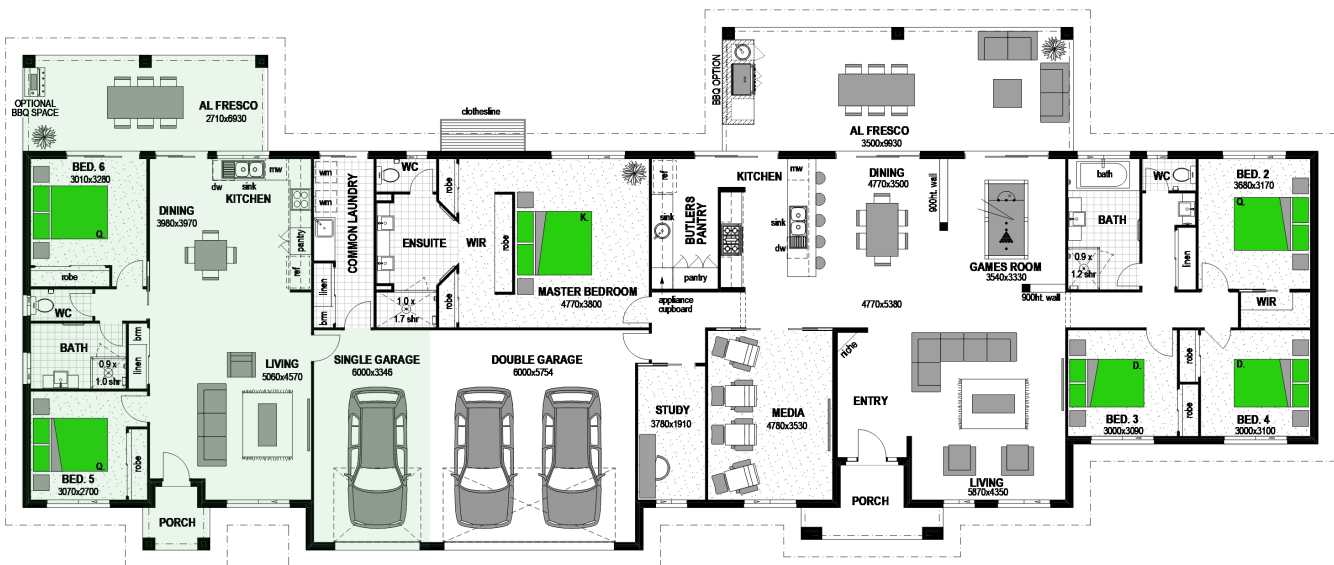 OPTIONAL
BBQ SPACE
AL FRESCO
2710x6930
BED. 6
3010x3280
Q.
robe
WC
BATH
0.9 x
1.0 shr
brm
linen
BED. 5
3070x2700
Q.
robe
DINING
3980x3970
dw
sink
mw
KITCHEN
pantry
ref
LIVING
5060x4570
PORCH
wm
wm
COMMON LAUNDRY
linen
brm
SINGLE GARAGE
6000x3346
clothesline
WC
ENSUITE
1.0 x
1.7 shr
robe
WIR
robe
robe
K.
MASTER BEDROOM
4770x3800
DOUBLE GARAGE
6000x5754
ref
sink
BUTLERS
PANTRY
pantry
appliance
cupboard
KITCHEN
mw
sink
dw
BBQ OPTION
AL FRESCO
3500x9930
DINING
4770x3500
900ht. wall
GAMES ROOM
3540x3330
900ht. wall
4770x5380
STUDY
3780x1910
MEDIA
4780x3530
niche
ENTRY
PORCH
LIVING
5870x4350
bath
BATH
0.9 x
1.2 shr
WC
linen
BED. 2
3680x3170
Q.
WIR
D.
BED. 3
3000x3090
robe
robe
D.
BED. 4
3000x3100